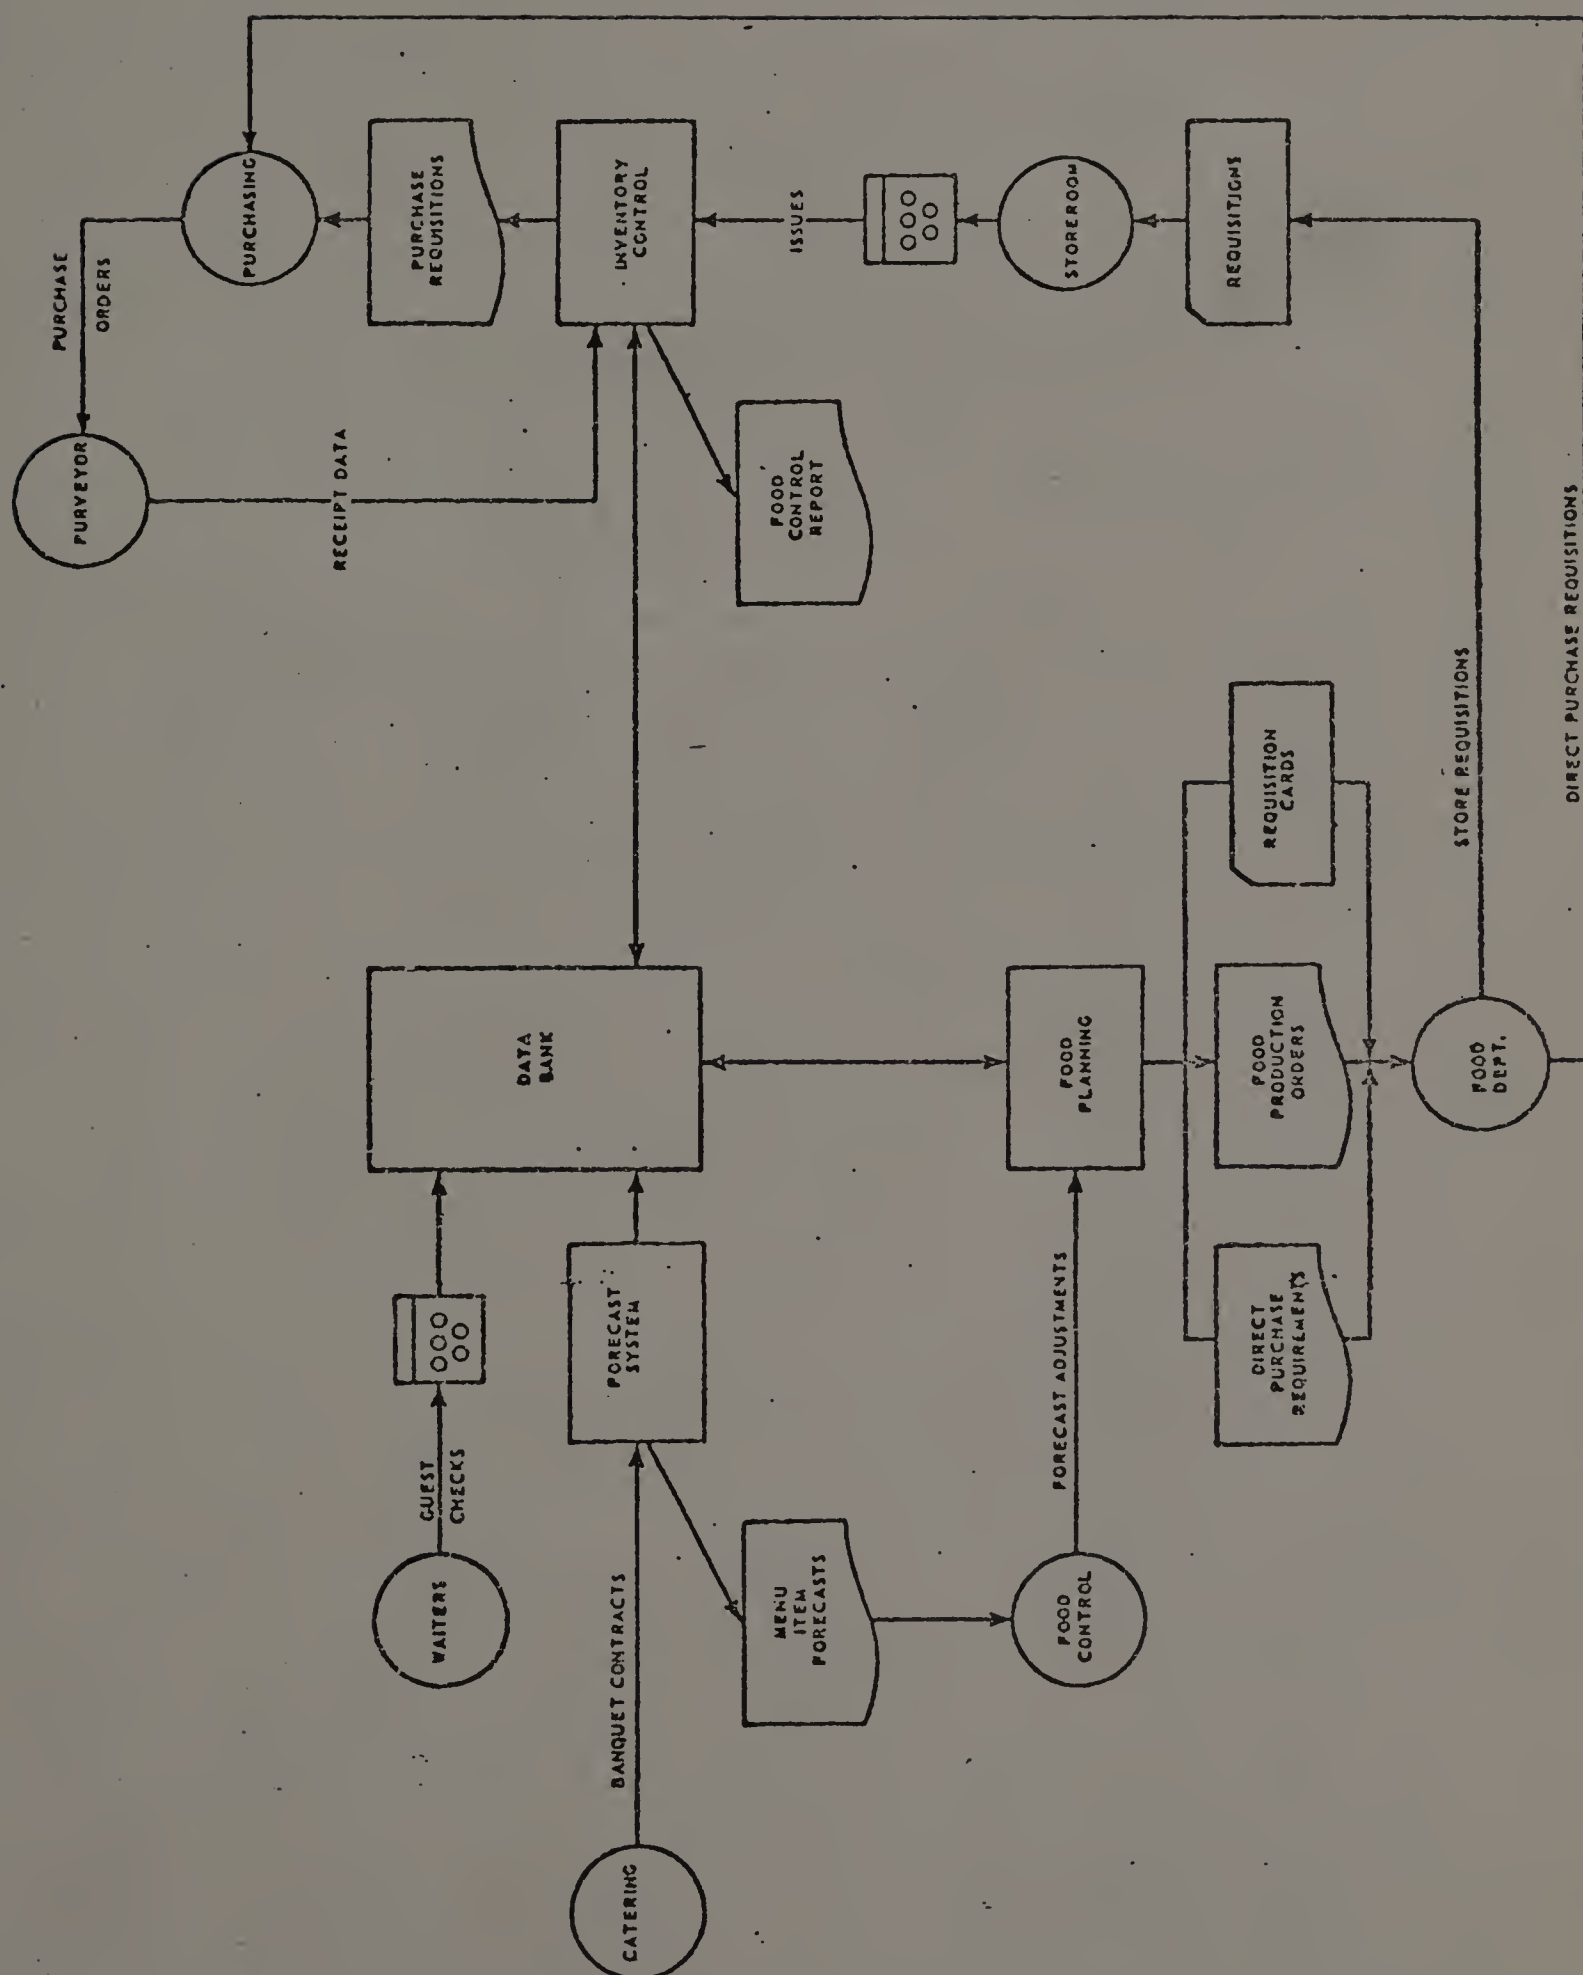 PURVEYOR
PURCHASE
ORDERS
PURCHASING
RECEIPT DATA
WAITERS
GUEST
CHECKS
DATA
BANK
PURCHASE
REQUISITIONS
CATERING
BANQUET CONTRACTS
FORECAST
SYSTEM
INVENTORY
CONTROL
MENU
ITEM
FORECASTS
FOOD
CONTROL
REPORT
ISSUES
FOOD
CONTROL
FORECAST ADJUSTMENTS
FOOD
PLANNING
STOREROOM
DIRECT
PURCHASE
REQUIREMENTS
FOOD
PRODUCTION
ORDERS
REQUISITION
CARDS
REQUISITIONS
FOOD
DEPT.
STORE REQUISITIONS
DIRECT PURCHASE REQUISITIONS